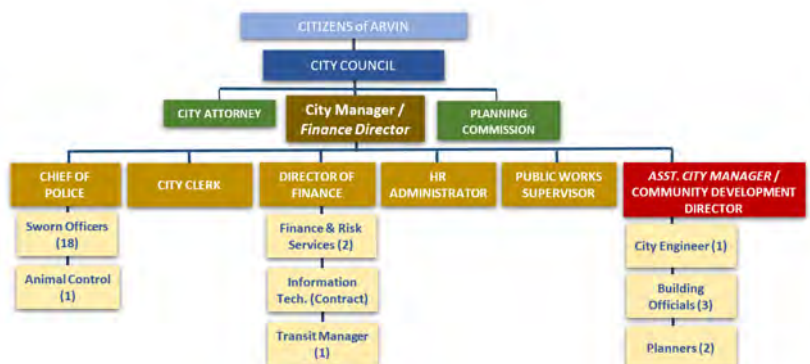 CITIZENS of ARVIN
CITY COUNCIL
CITY ATTORNEY
City Manager /
Finance Director
PLANNING
COMMISSION
CHIEF OF
POLICE
CITY CLERK
DIRECTOR OF
FINANCE
HR
ADMINISTRATOR
PUBLIC WORKS
SUPERVISOR
ASST. CITY MANAGER /
COMMUNITY DEVELOPMENT
DIRECTOR
Sworn Officers
(18)
Animal Control
(1)
Finance & Risk
Services (2)
Information
Tech. (Contract)
Transit Manager
(1)
City Engineer (1)
Building
Officials (3)
Planners (2)